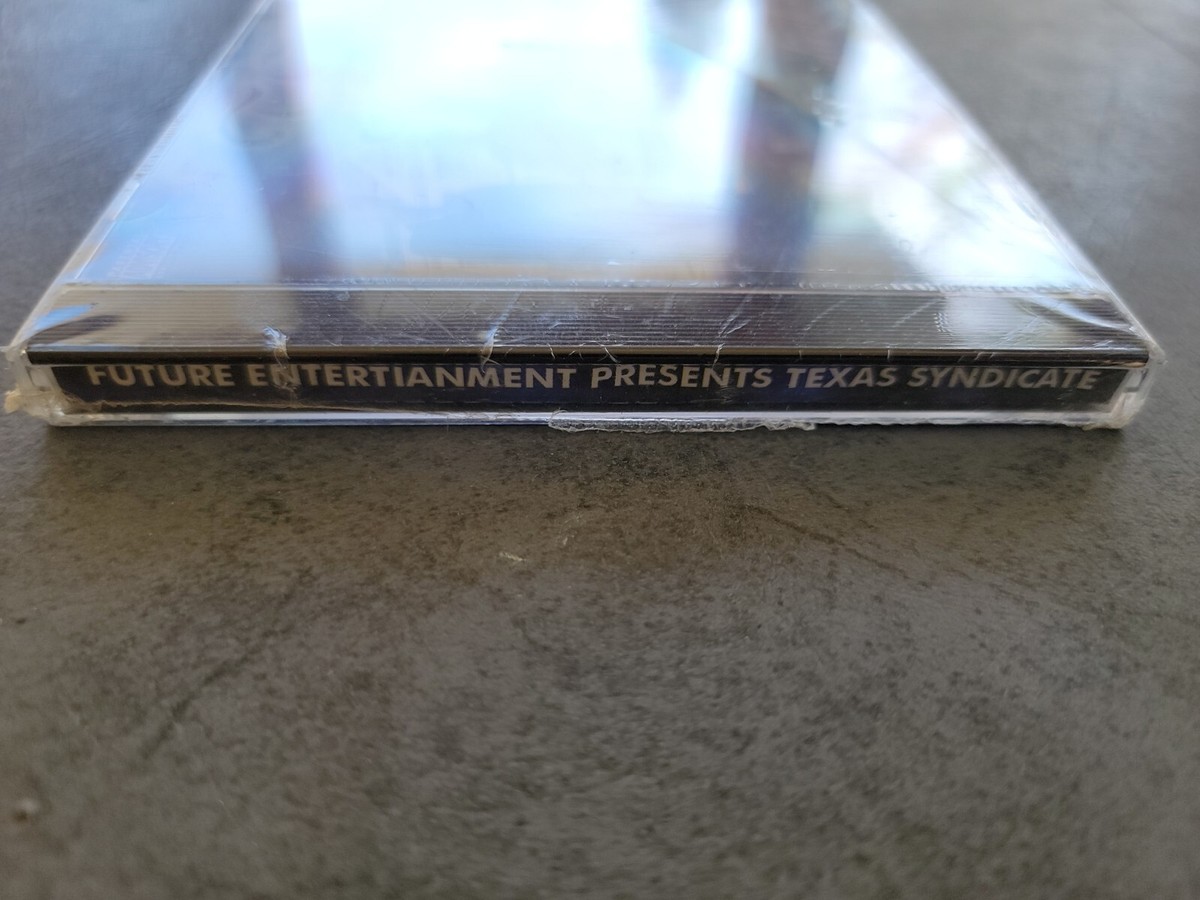 FUTURE ENTERTIANMENT PRESENTS TEXAS SYNDICATE